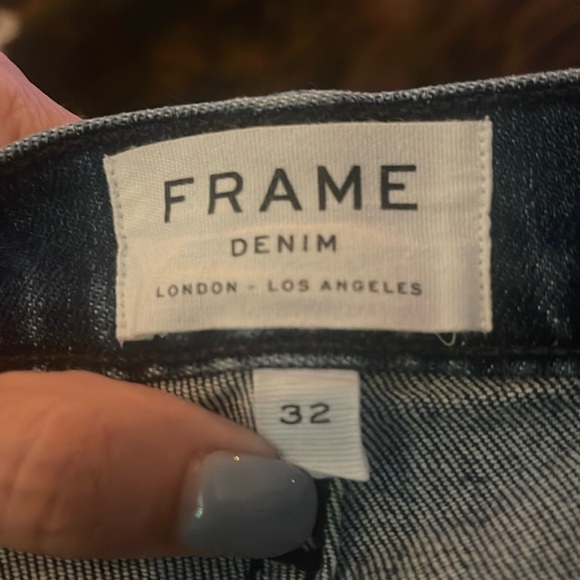 FRAME
DENIM
LONDON - LOS ANGELES
32